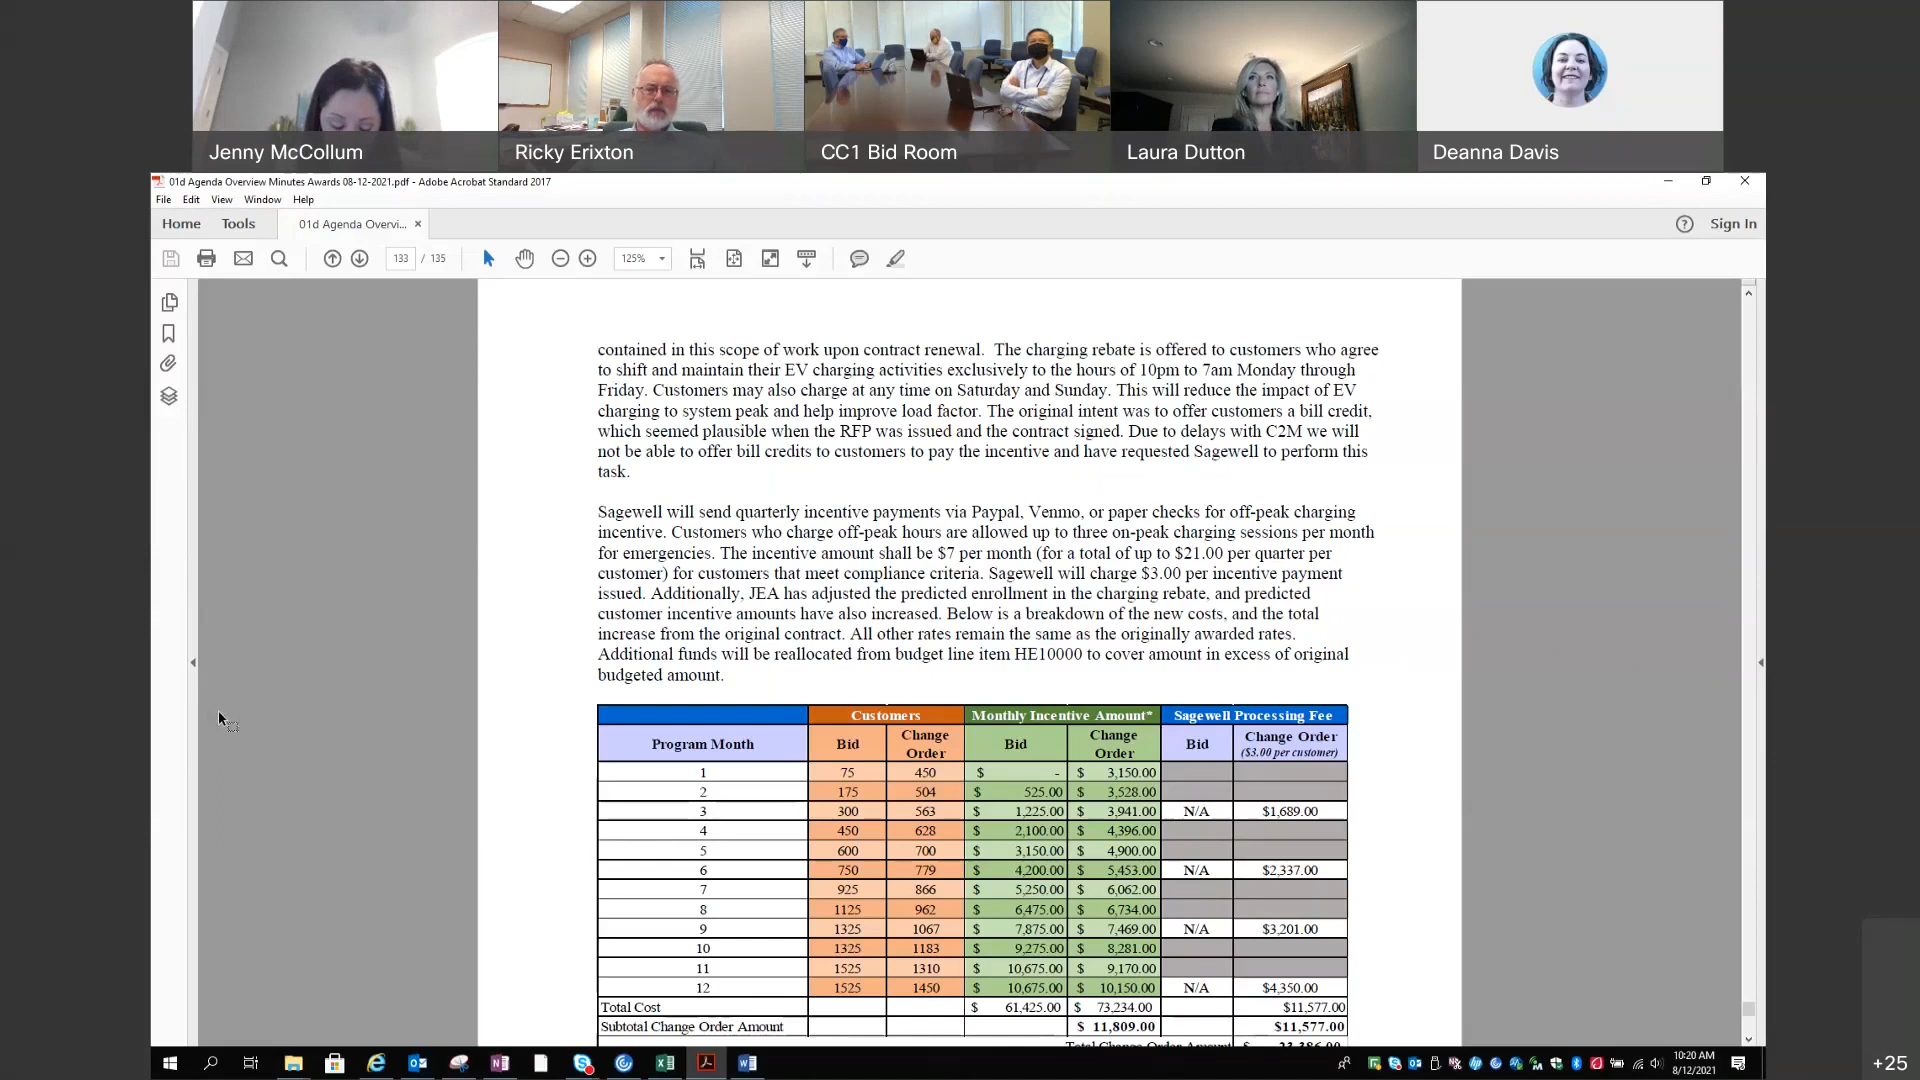 Jenny McCollum
Ricky Erixton
CC1 Bid Room
Laura Dutton
Deanna Davis
01d Agenda Overview Minutes Awards 08-12-2021.pdf - Adobe Acrobat Standard 2017
File Edit View Window Help
Home Tools 01d Agenda Overvi... × Sign In
133 / 135 125%
contained in this scope of work upon contract renewal. The charging rebate is offered to customers who agree
to shift and maintain their EV charging activities exclusively to the hours of 10pm to 7am Monday through
Friday. Customers may also charge at any time on Saturday and Sunday. This will reduce the impact of EV
charging to system peak and help improve load factor. The original intent was to offer customers a bill credit,
which seemed plausible when the RFP was issued and the contract signed. Due to delays with C2M we will
not be able to offer bill credits to customers to pay the incentive and have requested Sagewell to perform this
task.
Sagewell will send quarterly incentive payments via Paypal, Venmo, or paper checks for off-peak charging
incentive. Customers who charge off-peak hours are allowed up to three on-peak charging sessions per month
for emergencies. The incentive amount shall be $7 per month (for a total of up to $21.00 per quarter per
customer) for customers that meet compliance criteria. Sagewell will charge $3.00 per incentive payment
issued. Additionally, JEA has adjusted the predicted enrollment in the charging rebate, and predicted
customer incentive amounts have also increased. Below is a breakdown of the new costs, and the total
increase from the original contract. All other rates remain the same as the originally awarded rates.
Additional funds will be reallocated from budget line item HE10000 to cover amount in excess of original
budgeted amount.
Customers Monthly Incentive Amount* Sagewell Processing Fee
Program Month Bid Change Order Bid Change Order Bid Change Order ($3.00 per customer)
1 75 450 $ - $ 3,150.00
2 175 504 $ 525.00 $ 3,528.00
3 300 563 $ 1,225.00 $ 3,941.00 N/A $1,689.00
4 450 628 $ 2,100.00 $ 4,396.00
5 600 700 $ 3,150.00 $ 4,900.00
6 750 779 $ 4,200.00 $ 5,453.00 N/A $2,337.00
7 925 866 $ 5,250.00 $ 6,062.00
8 1125 962 $ 6,475.00 $ 6,734.00
9 1325 1067 $ 7,875.00 $ 7,469.00 N/A $3,201.00
10 1325 1183 $ 9,275.00 $ 8,281.00
11 1525 1310 $ 10,675.00 $ 9,170.00
12 1525 1450 $ 10,675.00 $ 10,150.00 N/A $4,350.00
Total Cost $ 61,425.00 $ 73,234.00 $11,577.00
Subtotal Change Order Amount $ 11,809.00 $11,577.00
Total Change Order Amount 23,386.00
10:20 AM
8/12/2021
+25